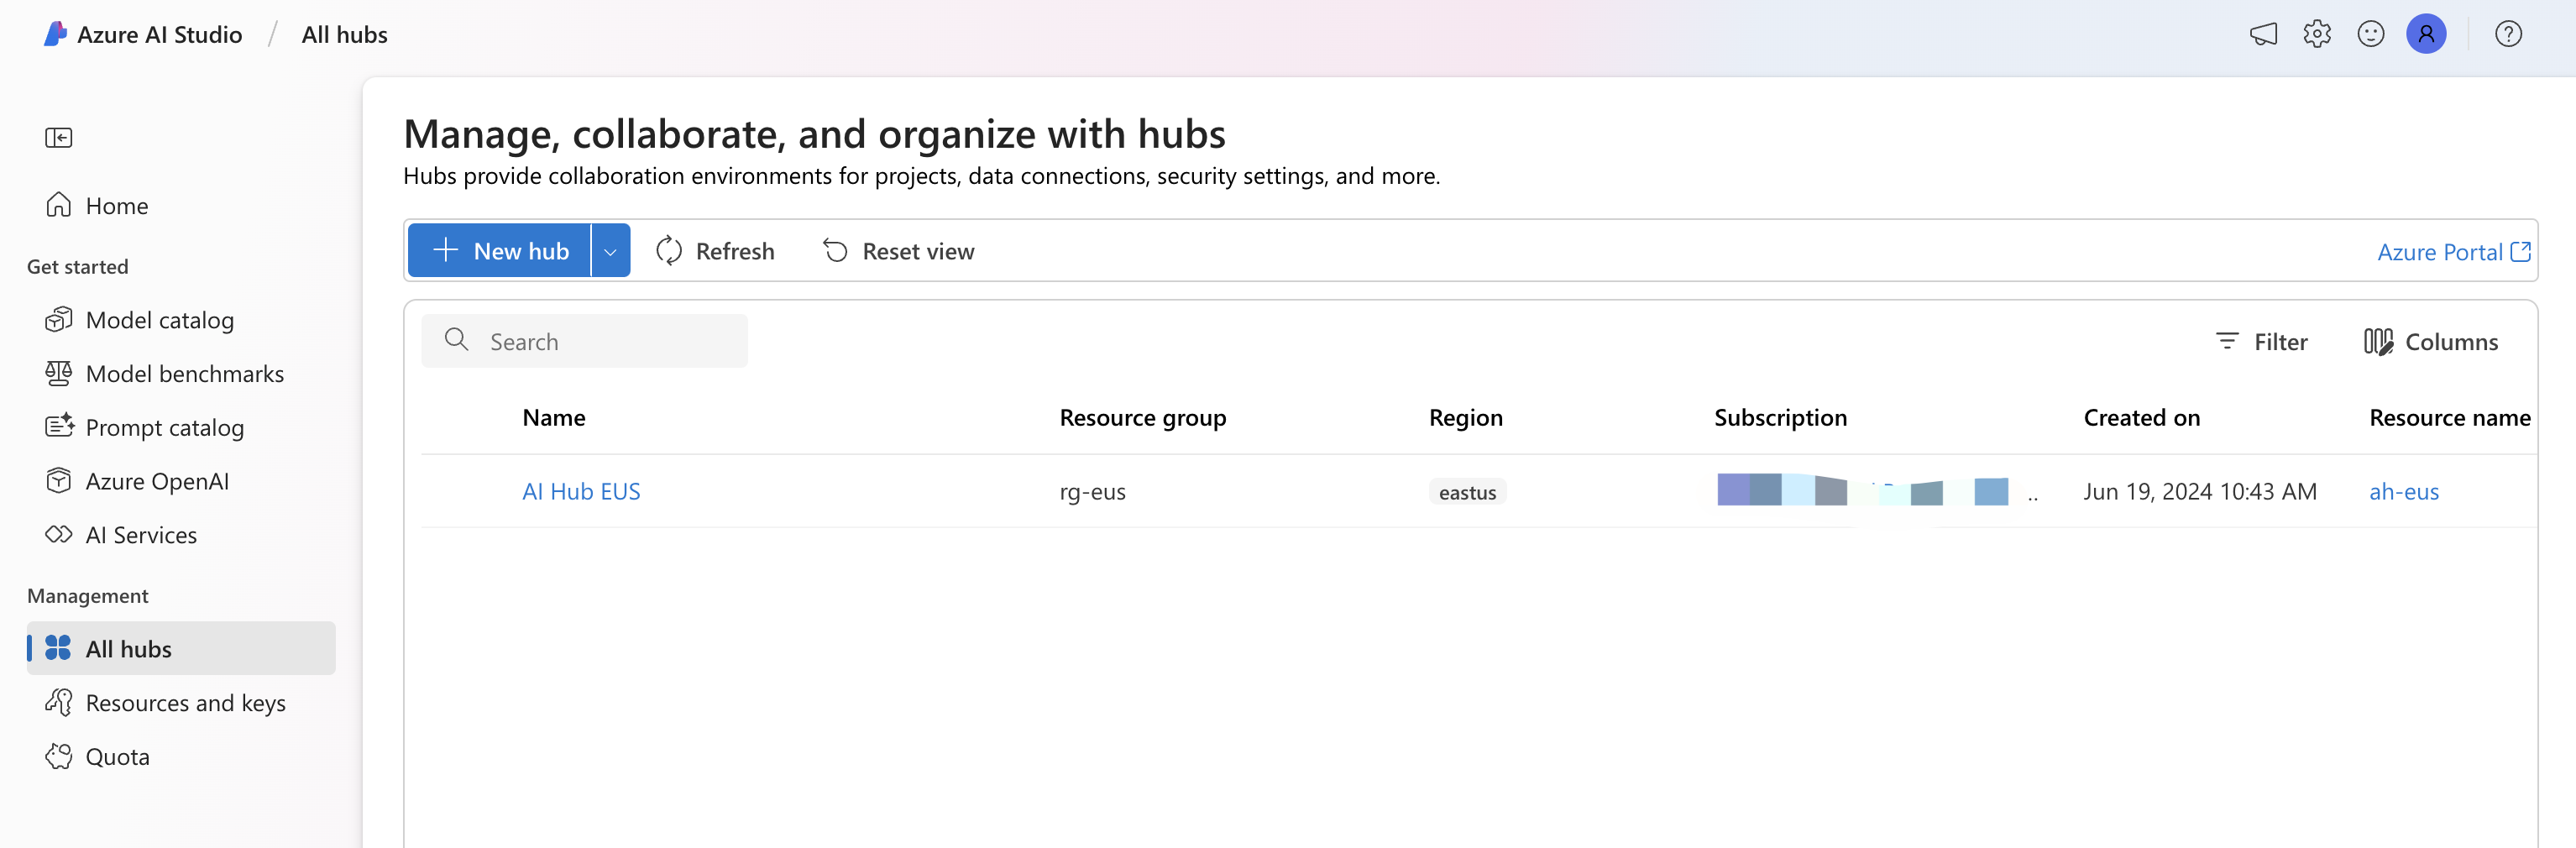 Azure AI Studio / All hubs
Home
Get started
Model catalog
Model benchmarks
Prompt catalog
Azure OpenAI
AI Services
Management
All hubs
Resources and keys
Quota
Manage, collaborate, and organize with hubs
Hubs provide collaboration environments for projects, data connections, security settings, and more.
New hub Refresh Reset view Azure Portal
Search Filter Columns
Name Resource group Region Subscription Created on Resource name
AI Hub EUS rg-eus eastus .. Jun 19, 2024 10:43 AM ah-eus